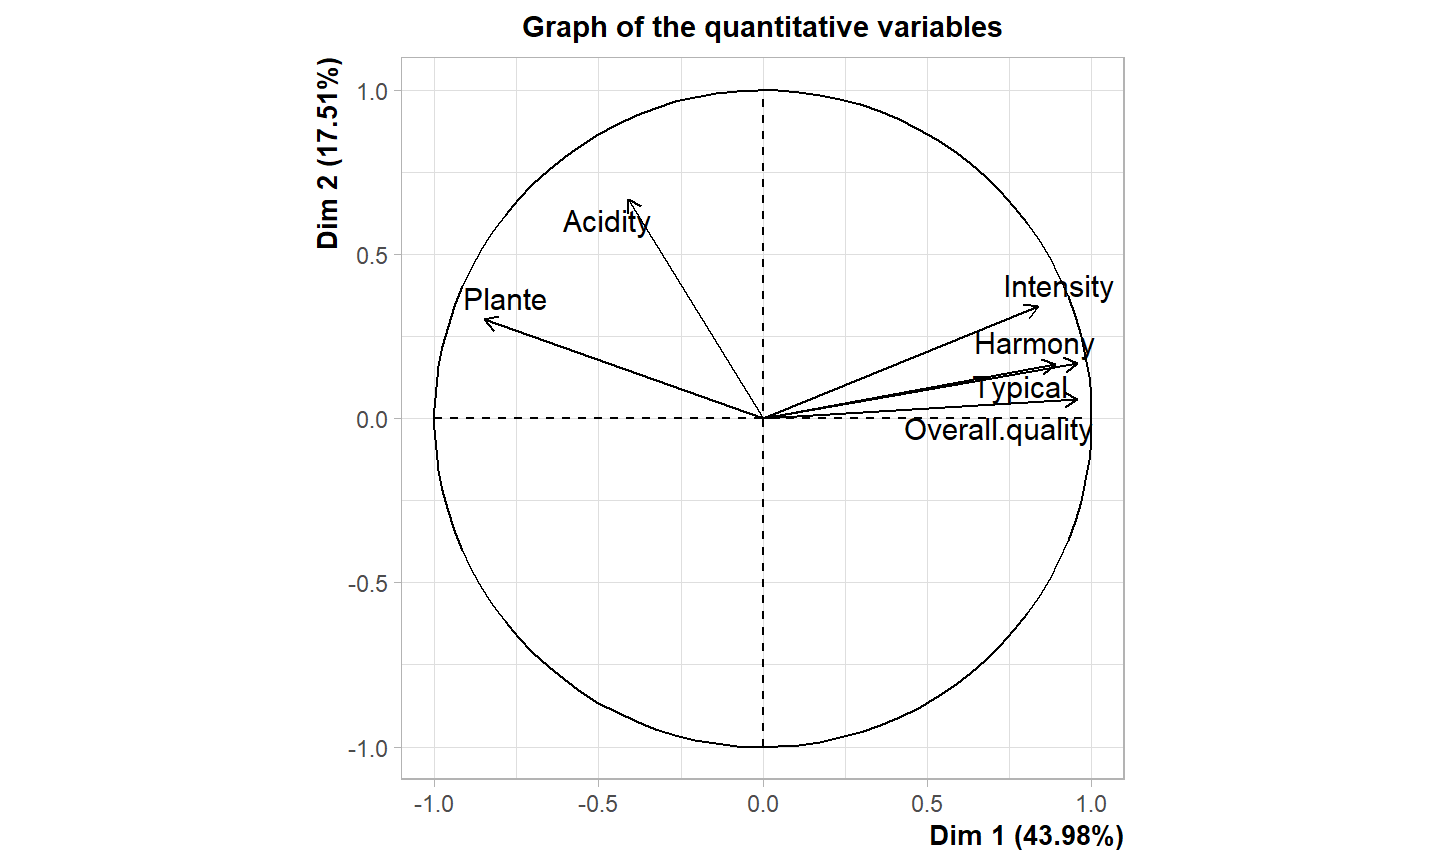 Graph of the quantitative variables
Dim 2 (17.51%)
1.0
0.5
0.0
-0.5
-1.0
Acidity
Plante
Intensity
Harmony
Typical
Overall.quality
-1.0
-0.5
0.0
0.5
1.0
Dim 1 (43.98%)